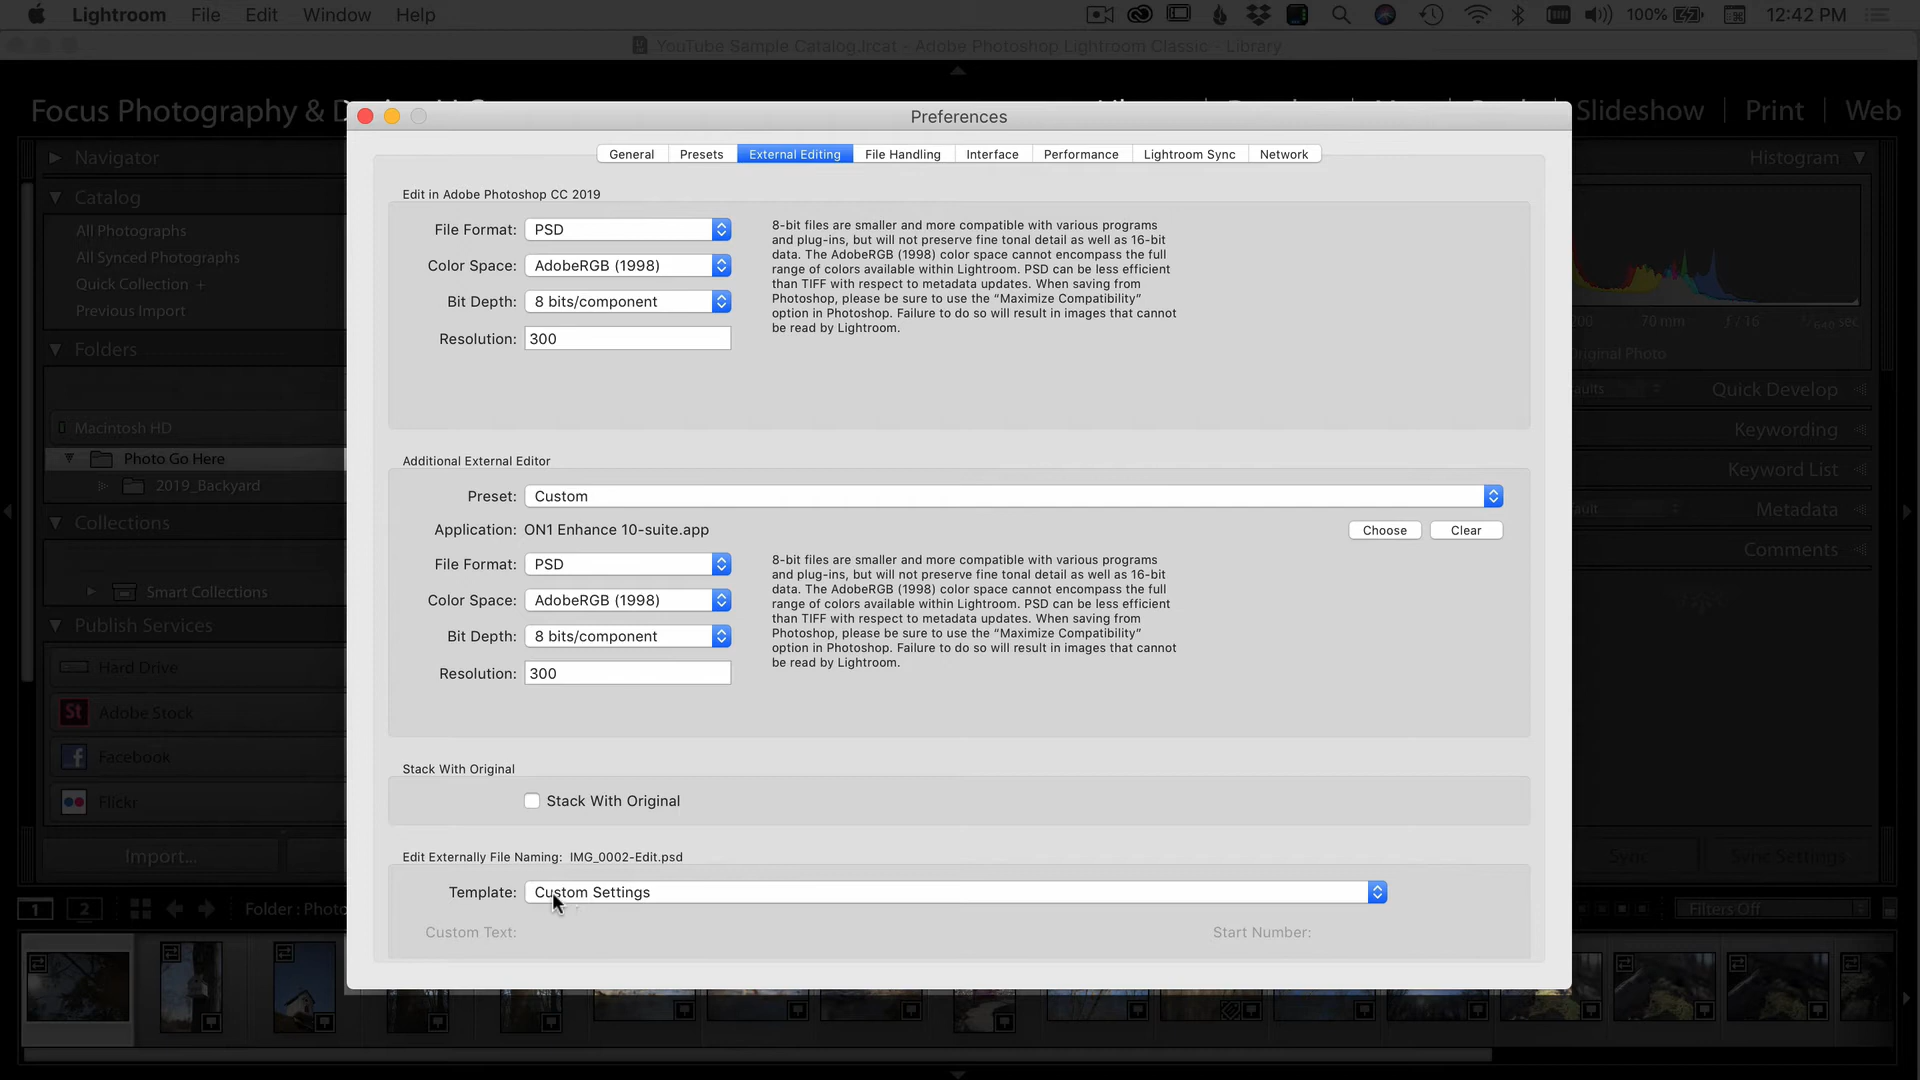 Lightroom File Edit Window Help 100% 12:42 PM
YouTube Sample Catalog.lrcat - Adobe Photoshop Lightroom Classic - Library
Focus Photography & Slideshow | Print | Web
Preferences
General Presets External Editing File Handling Interface Performance Lightroom Sync Network
Navigator
Catalog
All Photographs
All Synced Photographs
Quick Collection +
Previous Import
Folders
Macintosh HD
Photo Go Here
2019_Backyard
Collections
Smart Collections
Publish Services
Hard Drive
St Adobe Stock
Facebook
Flickr
Import...
Edit in Adobe Photoshop CC 2019
File Format: PSD
Color Space: AdobeRGB (1998)
Bit Depth: 8 bits/component
Resolution: 300
8-bit files are smaller and more compatible with various programs
and plug-ins, but will not preserve fine tonal detail as well as 16-bit
data. The AdobeRGB (1998) color space cannot encompass the full
range of colors available within Lightroom. PSD can be less efficient
than TIFF with respect to metadata updates. When saving from
Photoshop, please be sure to use the “Maximize Compatibility”
option in Photoshop. Failure to do so will result in images that cannot
be read by Lightroom.
Additional External Editor
Preset: Custom
Application: ON1 Enhance 10-suite.app Choose Clear
File Format: PSD
Color Space: AdobeRGB (1998)
Bit Depth: 8 bits/component
Resolution: 300
8-bit files are smaller and more compatible with various programs
and plug-ins, but will not preserve fine tonal detail as well as 16-bit
data. The AdobeRGB (1998) color space cannot encompass the full
range of colors available within Lightroom. PSD can be less efficient
than TIFF with respect to metadata updates. When saving from
Photoshop, please be sure to use the “Maximize Compatibility”
option in Photoshop. Failure to do so will result in images that cannot
be read by Lightroom.
Stack With Original
Stack With Original
Edit Externally File Naming: IMG_0002-Edit.psd
Template: Custom Settings
Custom Text: Start Number:
Histogram
70 mm ƒ / 16 1/640 sec
Original Photo
Quick Develop
Keywording
Keyword List
Metadata
Comments
Sync Sync Settings
1 2 Folder : Photo Filters Off